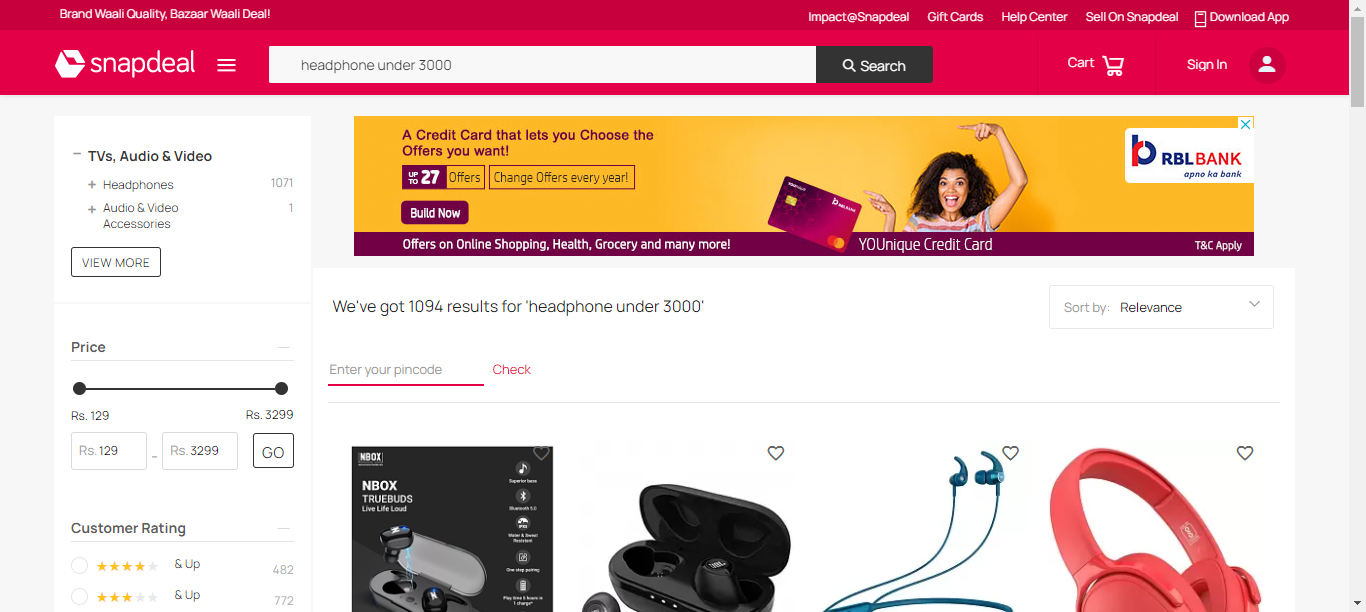 Brand Waali Quality, Bazaar Waali Deal!
Impact@Snapdeal Gift Cards Help Center Sell On Snapdeal Download App
snapdeal
headphone under 3000
Search
Cart
Sign In
TVs, Audio & Video
Headphones 1071
Audio & Video 1
Accessories
VIEW MORE
A Credit Card that lets you Choose the
Offers you want!
UP TO 27 Offers Change Offers every year!
Build Now
Offers on Online Shopping, Health, Grocery and many more!
YOUnique Credit Card
T&C Apply
RBLBANK
apno ka bank
We've got 1094 results for 'headphone under 3000'
Sort by: Relevance
Price
Rs. 129 Rs. 3299
Rs. 129 - Rs. 3299 GO
Enter your pincode Check
Customer Rating
& Up 482
& Up 772
NBOX
NBOX
TRUEBUDS
Live Life Loud
Superior bass
Bluetooth 5.0
Water & Sweat
Resistant
One step pairing
Play time 5 hours in
1 charge*
JBL